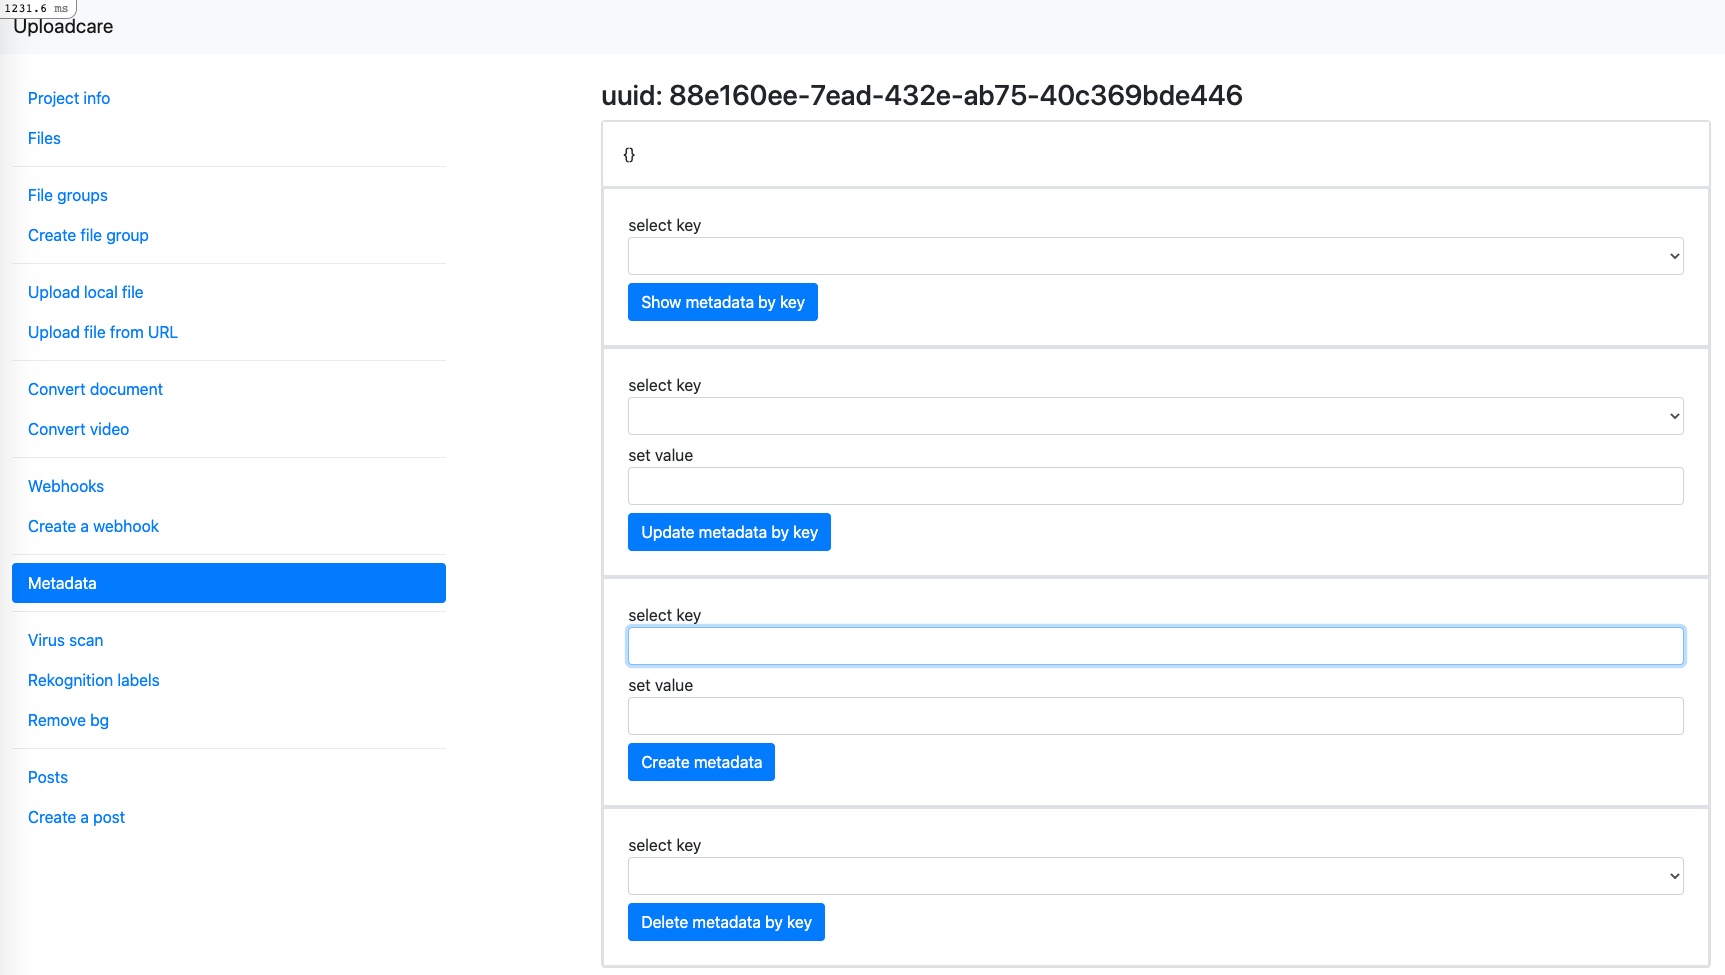 1231.6 ms
Uploadcare
Project info
Files
File groups
Create file group
Upload local file
Upload file from URL
Convert document
Convert video
Webhooks
Create a webhook
Metadata
Virus scan
Rekognition labels
Remove bg
Posts
Create a post
uuid: 88e160ee-7ead-432e-ab75-40c369bde446
{}
select key
Show metadata by key
select key
set value
Update metadata by key
select key
set value
Create metadata
select key
Delete metadata by key